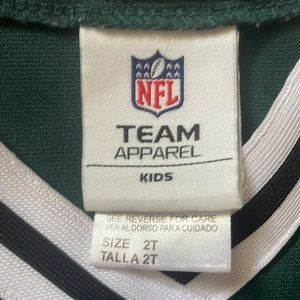 NFL
TEAM
APPAREL
KIDS
SEE REVERSE FOR CARE
VER AL DORSO PARA CUIDADO
SIZE 2T
TALLA 2T